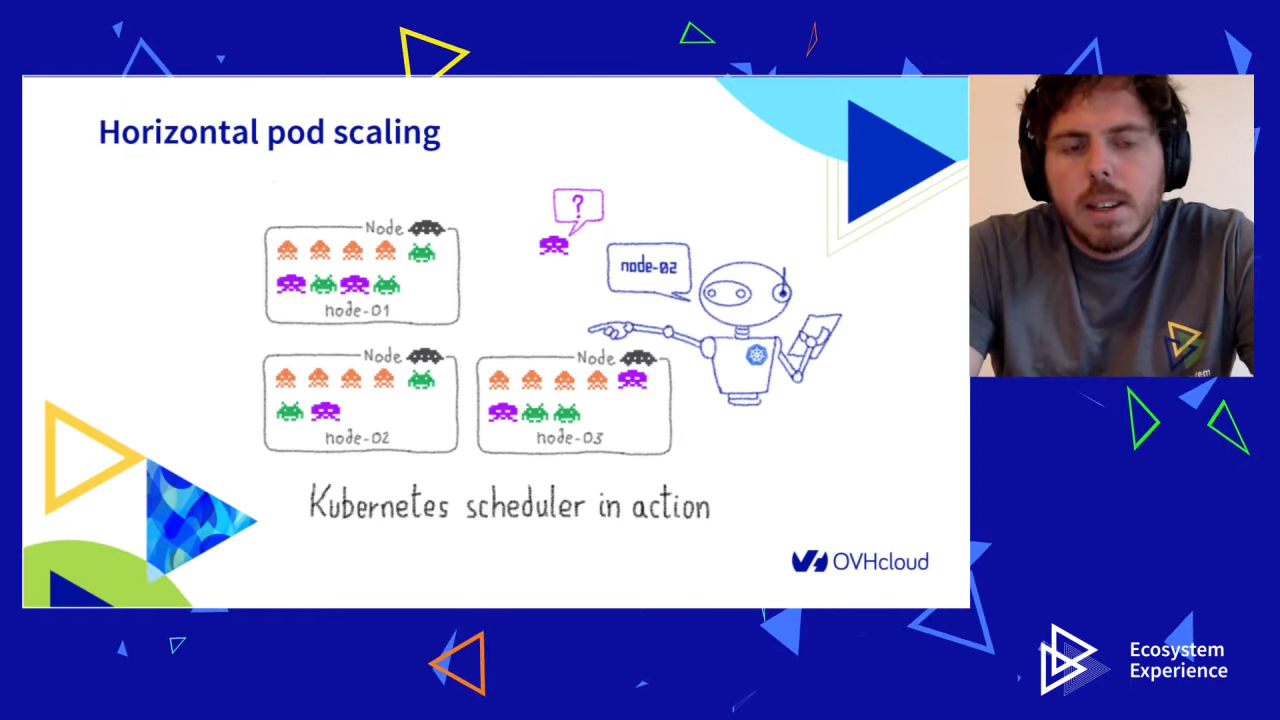 Horizontal pod scaling
?
Node
node-01
node-02
Node
node-02
Node
node-03
Kubernetes scheduler in action
OVHcloud
Ecosystem
Experience